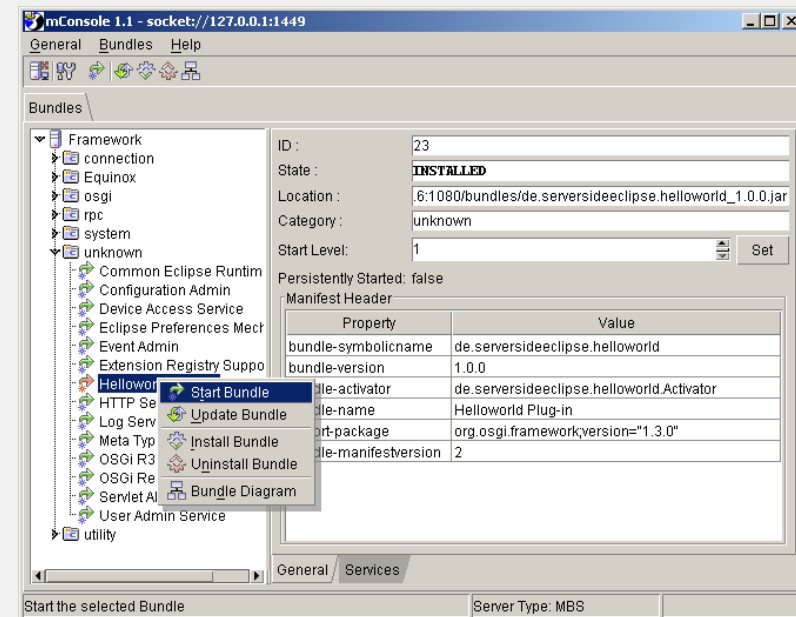 mConsole 1.1 - socket://127.0.0.1:1449
General Bundles Help
Bundles
Framework
connection
Equinox
osgi
rpc
system
unknown
Common Eclipse Runtim
Configuration Admin
Device Access Service
Eclipse Preferences Mech
Event Admin
Extension Registry Suppo
Hellowor
HTTP Se
Log Serv
Meta Typ
OSGi R3
OSGi Re
Servlet AI
User Admin Service
utility
Start Bundle
Update Bundle
Install Bundle
Uninstall Bundle
Bundle Diagram
ID : 23
State : INSTALLED
Location : .6:1080/bundles/de.serversideeclipse.helloworld_1.0.0.jar
Category : unknown
Start Level: 1 Set
Persistently Started: false
Manifest Header
Property Value
bundle-symbolicname de.serversideeclipse.helloworld
bundle-version 1.0.0
dle-activator de.serversideeclipse.helloworld.Activator
dle-name Helloworld Plug-in
ort-package org.osgi.framework;version="1.3.0"
dle-manifestversion 2
General Services
Start the selected Bundle Server Type: MBS